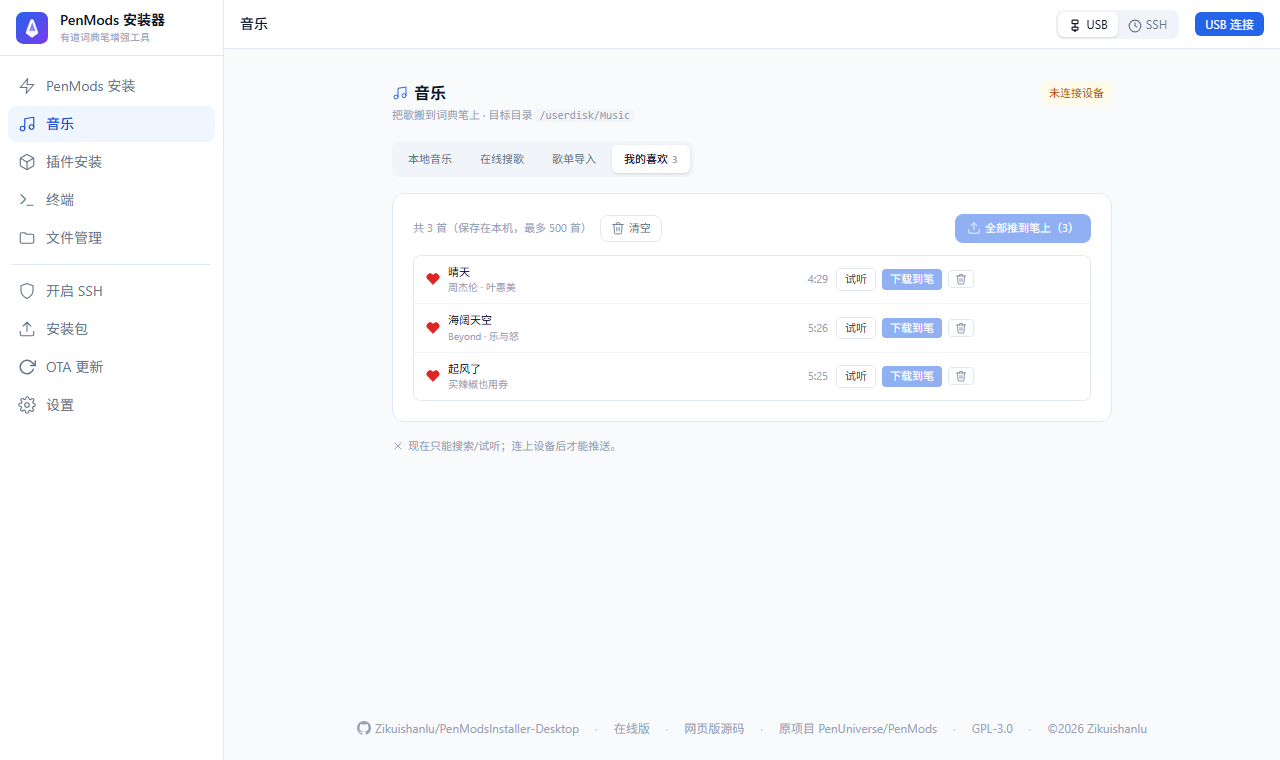 PenMods 安装器
有道词典笔增强工具
音乐
USB
SSH
USB 连接
PenMods 安装
音乐
插件安装
终端
文件管理
开启 SSH
安装包
OTA 更新
设置
音乐
未连接设备
把歌搬到词典笔上 · 目标目录 /userdisk/Music
本地音乐
在线搜歌
歌单导入
我的喜欢 3
共 3 首（保存在本机，最多 500 首）
清空
全部推到笔上（3）
晴天
周杰伦 · 叶惠美
4:29
试听
下载到笔
海阔天空
Beyond · 乐与怒
5:26
试听
下载到笔
起风了
买辣椒也用券
5:25
试听
下载到笔
现在只能搜索/试听；连上设备后才能推送。
Zikuishanlu/PenModsInstaller-Desktop · 在线版 · 网页版源码 · 原项目 PenUniverse/PenMods · GPL-3.0 · ©2026 Zikuishanlu